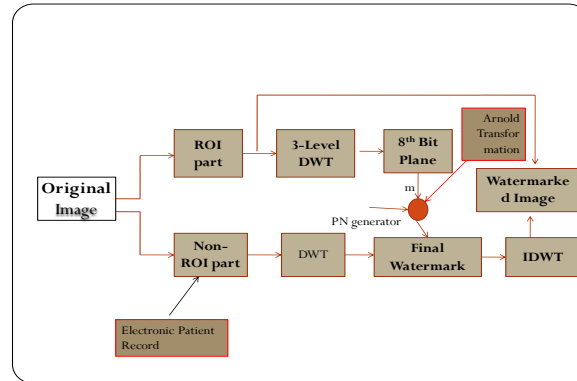 Arnold
Transfor
mation
ROI
part
3-Level
DWT
8th Bit
Plane
Original
Image
m
Watermarke
d Image
PN generator
Non-
ROI part
DWT
Final
Watermark
IDWT
Electronic Patient
Record